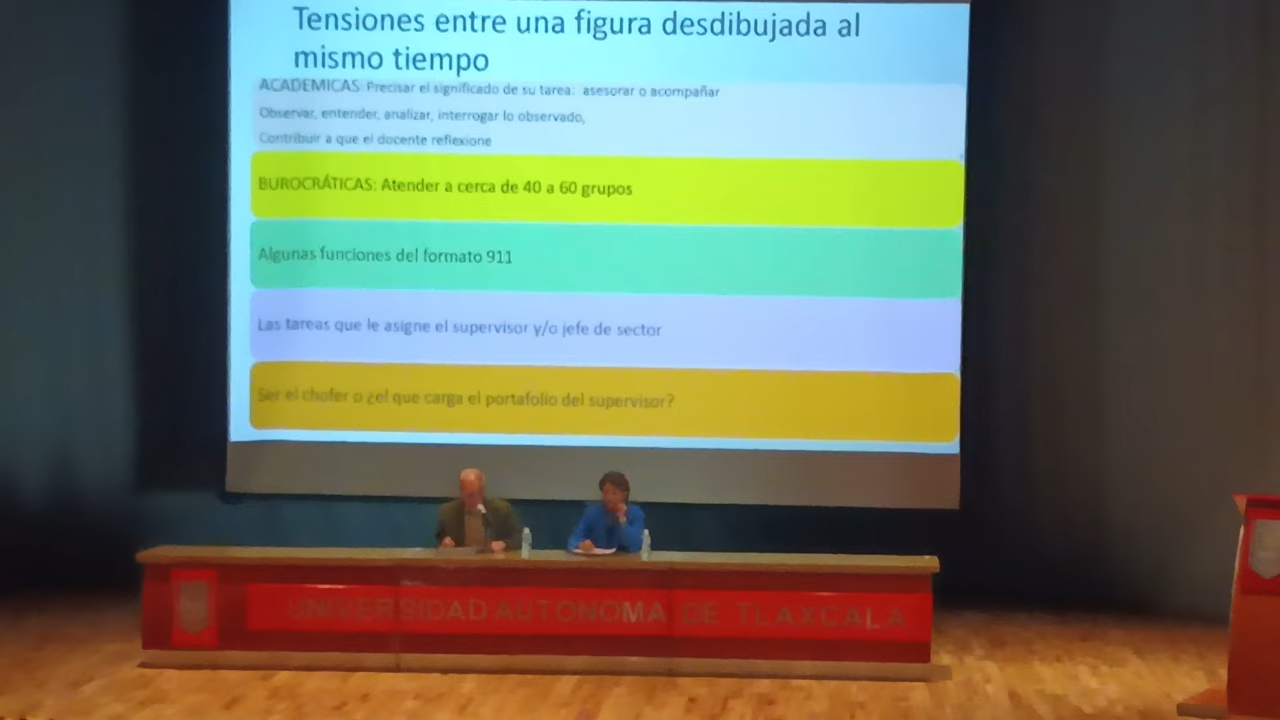 Tensiones entre una figura desdibujada al
mismo tiempo
ACADEMICAS: Precisar el significado de su tarea: asesorar o acompañar
Observar, entender, analizar, interrogar lo observado,
Contribuir a que el docente reflexione
BUROCRÁTICAS: Atender a cerca de 40 a 60 grupos
Algunas funciones del formato 911
Las tareas que le asigne el supervisor y/o jefe de sector
Ser el chofer o ¿el que carga el portafolio del supervisor?
UNIVERSIDAD AUTONOMA DE TLAXCALA